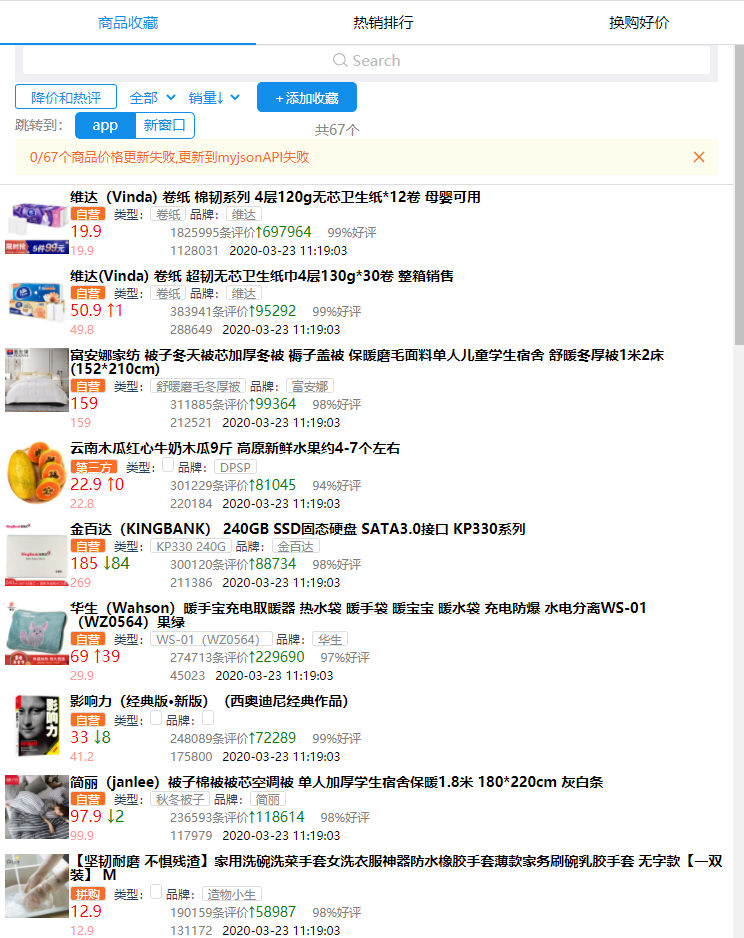 商品收藏 热销排行 换购好价
Search
降价和热评 全部 销量↓ +添加收藏
跳转到: app 新窗口 共67个
0/67个商品价格更新失败,更新到myjsonAPI失败
维达（Vinda) 卷纸 棉韧系列 4层120g无芯卫生纸*12卷 母婴可用
自营 类型: 卷纸 品牌: 维达
19.9 1825995条评价↑697964 99%好评
19.9 1128031 2020-03-23 11:19:03
限时抢 5件99元
维达(Vinda) 卷纸 超韧无芯卫生纸巾4层130g*30卷 整箱销售
自营 类型: 卷纸 品牌: 维达
50.9 ↑1 383941条评价↑95292 99%好评
49.8 288649 2020-03-23 11:19:03
富安娜家纺 被子冬天被芯加厚冬被 褥子盖被 保暖磨毛面料单人儿童学生宿舍 舒暖冬厚被1米2床
(152*210cm)
自营 类型: 舒暖磨毛冬厚被 品牌: 富安娜
159 311885条评价↑99364 98%好评
159 212521 2020-03-23 11:19:03
云南木瓜红心牛奶木瓜9斤 高原新鲜水果约4-7个左右
第三方 类型: 品牌: DPSP
22.9 ↑0 301229条评价↑81045 94%好评
22.8 220184 2020-03-23 11:19:03
金百达（KINGBANK） 240GB SSD固态硬盘 SATA3.0接口 KP330系列
自营 类型: KP330 240G 品牌: 金百达
185 ↓84 300120条评价↑88734 98%好评
269 211386 2020-03-23 11:19:03
华生（Wahson）暖手宝充电取暖器 热水袋 暖手袋 暖宝宝 暖水袋 充电防爆 水电分离WS-01
（WZ0564）果绿
自营 类型: WS-01（WZ0564） 品牌: 华生
69 ↑39 274713条评价↑229690 97%好评
29.9 45023 2020-03-23 11:19:03
影响力（经典版•新版）（西奥迪尼经典作品）
影响力
自营 类型: 品牌:
33 ↓8 248089条评价↑72289 99%好评
41.2 175800 2020-03-23 11:19:03
简丽（janlee）被子棉被被芯空调被 单人加厚学生宿舍保暖1.8米 180*220cm 灰白条
自营 类型: 秋冬被子 品牌: 简丽
97.9 ↓2 236593条评价↑118614 98%好评
99.9 117979 2020-03-23 11:19:03
【坚韧耐磨 不惧残渣】家用洗碗洗菜手套女洗衣服神器防水橡胶手套薄款家务刷碗乳胶手套 无字款【一双
装】 M
拼购 类型: 品牌: 造物小生
12.9 190159条评价↑58987 98%好评
12.9 131172 2020-03-23 11:19:03